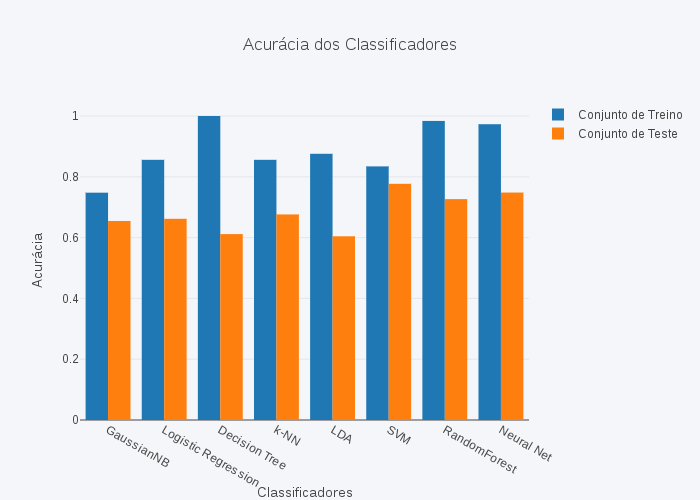 Acurácia dos Classificadores
Conjunto de Treino
Conjunto de Teste
Acurácia
1
0.8
0.6
0.4
0.2
0
GaussianNB
Logistic Regression
Decision Tree
k-NN
LDA
SVM
RandomForest
Neural Net
Classificadores